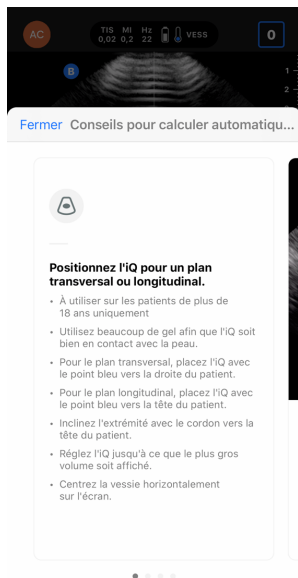 AC
TIS MI Hz
0,02 0,2 22
VESS
0
B
1
2
Fermer Conseils pour calculer automatiqu...
Positionnez l'iQ pour un plan
transversal ou longitudinal.
• À utiliser sur les patients de plus de
18 ans uniquement
• Utilisez beaucoup de gel afin que l'iQ soit
bien en contact avec la peau.
• Pour le plan transversal, placez l'iQ avec
le point bleu vers la droite du patient.
• Pour le plan longitudinal, placez l'iQ avec
le point bleu vers la tête du patient.
• Inclinez l'extrémité avec le cordon vers la
tête du patient.
• Réglez l'iQ jusqu'à ce que le plus gros
volume soit affiché.
• Centrez la vessie horizontalement
sur l'écran.